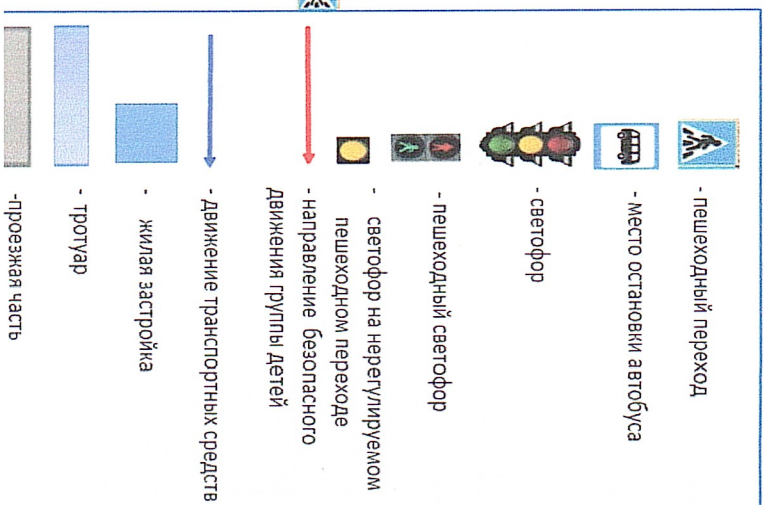 - пешеходный переход
- место остановки автобуса
- светофор
- пешеходный светофор
- светофор на нерегулируемом
пешеходном переходе
- направление безопасного
движения группы детей
- движение транспортных средств
- жилая застройка
- тротуар
-проезжая часть